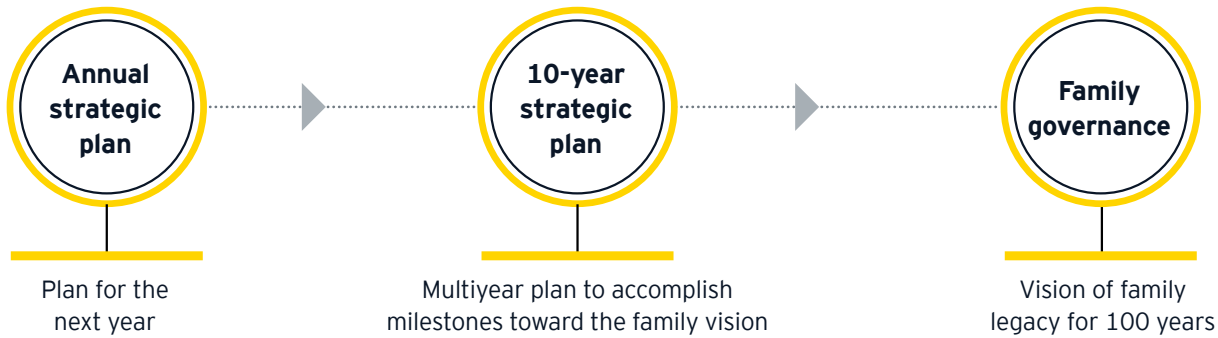 Annual
strategic
plan
10-year
strategic
plan
Family
governance
Plan for the
next year
Multiyear plan to accomplish
milestones toward the family vision
Vision of family
legacy for 100 years